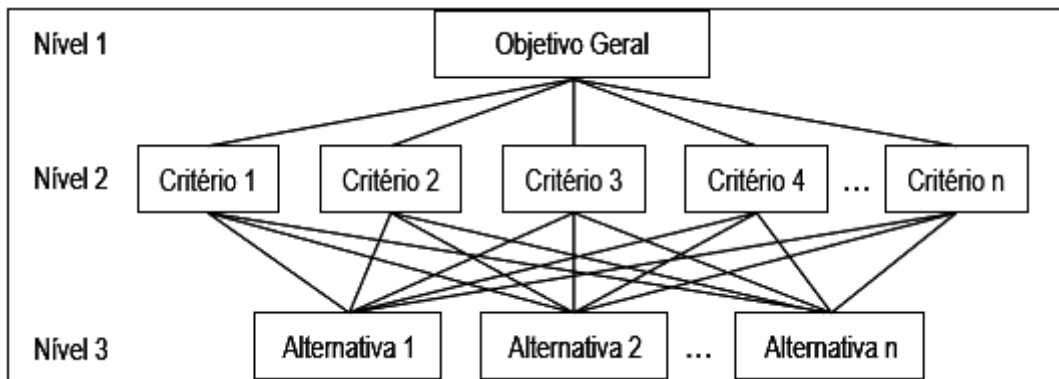 Nível 1
Objetivo Geral
Nível 2
Critério 1
Critério 2
Critério 3
Critério 4
...
Critério n
Nível 3
Alternativa 1
Alternativa 2
...
Alternativa n